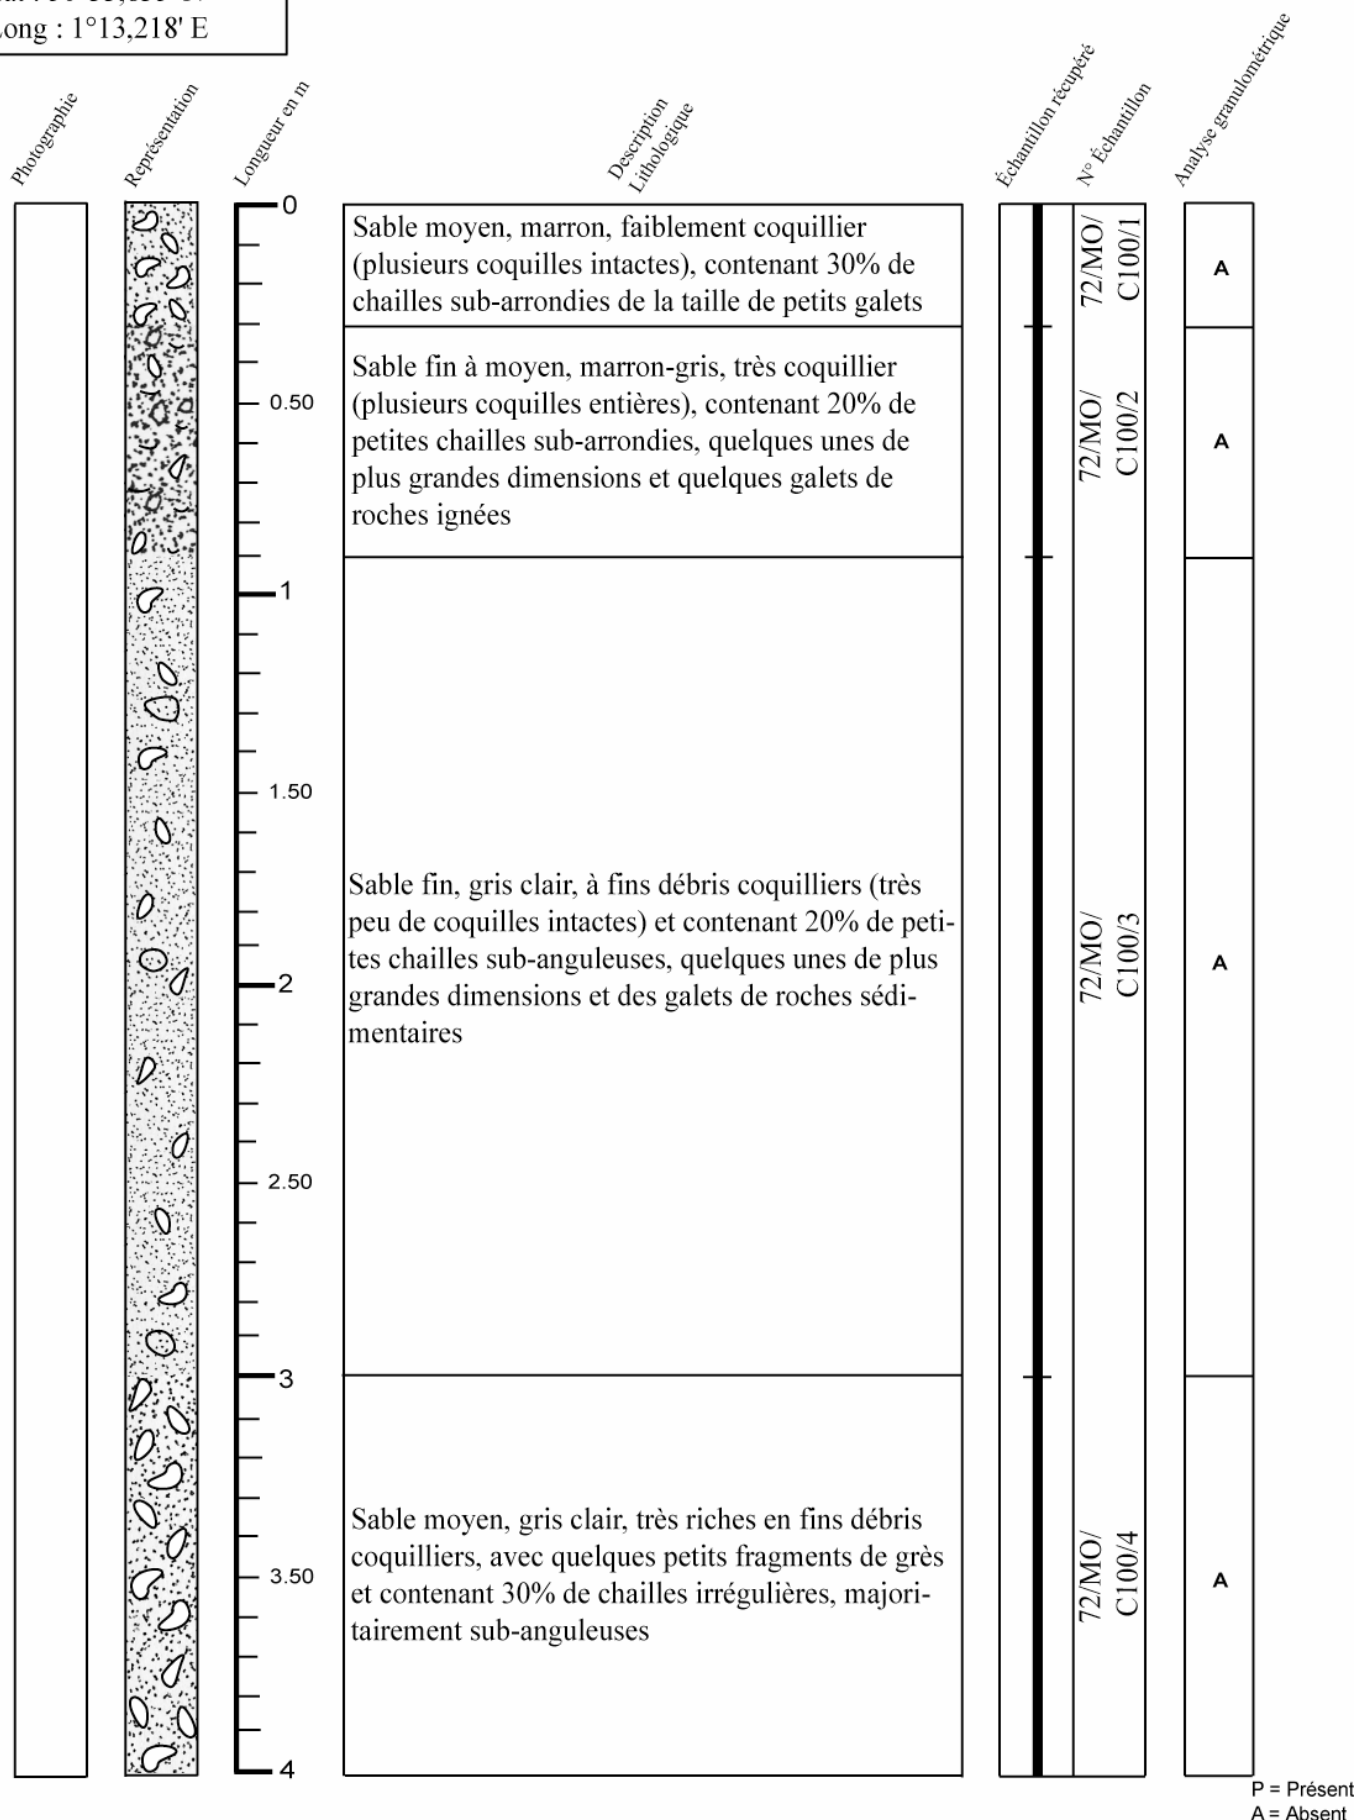 Long : 1°13,218' E
Photographie
Représentation
Longueur en m
Description
Lithologique
Échantillon récupéré
N° Échantillon
Analyse granulométrique
0
Sable moyen, marron, faiblement coquillier
(plusieurs coquilles intactes), contenant 30% de
chailles sub-arrondies de la taille de petits galets
72/MO/
C100/1
A
Sable fin à moyen, marron-gris, très coquillier
(plusieurs coquilles entières), contenant 20% de
petites chailles sub-arrondies, quelques unes de
plus grandes dimensions et quelques galets de
roches ignées
0.50
72/MO/
C100/2
A
1
1.50
Sable fin, gris clair, à fins débris coquilliers (très
peu de coquilles intactes) et contenant 20% de peti-
tes chailles sub-anguleuses, quelques unes de plus
grandes dimensions et des galets de roches sédi-
mentaires
72/MO/
C100/3
A
2
2.50
3
Sable moyen, gris clair, très riches en fins débris
coquilliers, avec quelques petits fragments de grès
et contenant 30% de chailles irrégulières, majori-
tairement sub-anguleuses
3.50
72/MO/
C100/4
A
4
P = Présent
A = Absent